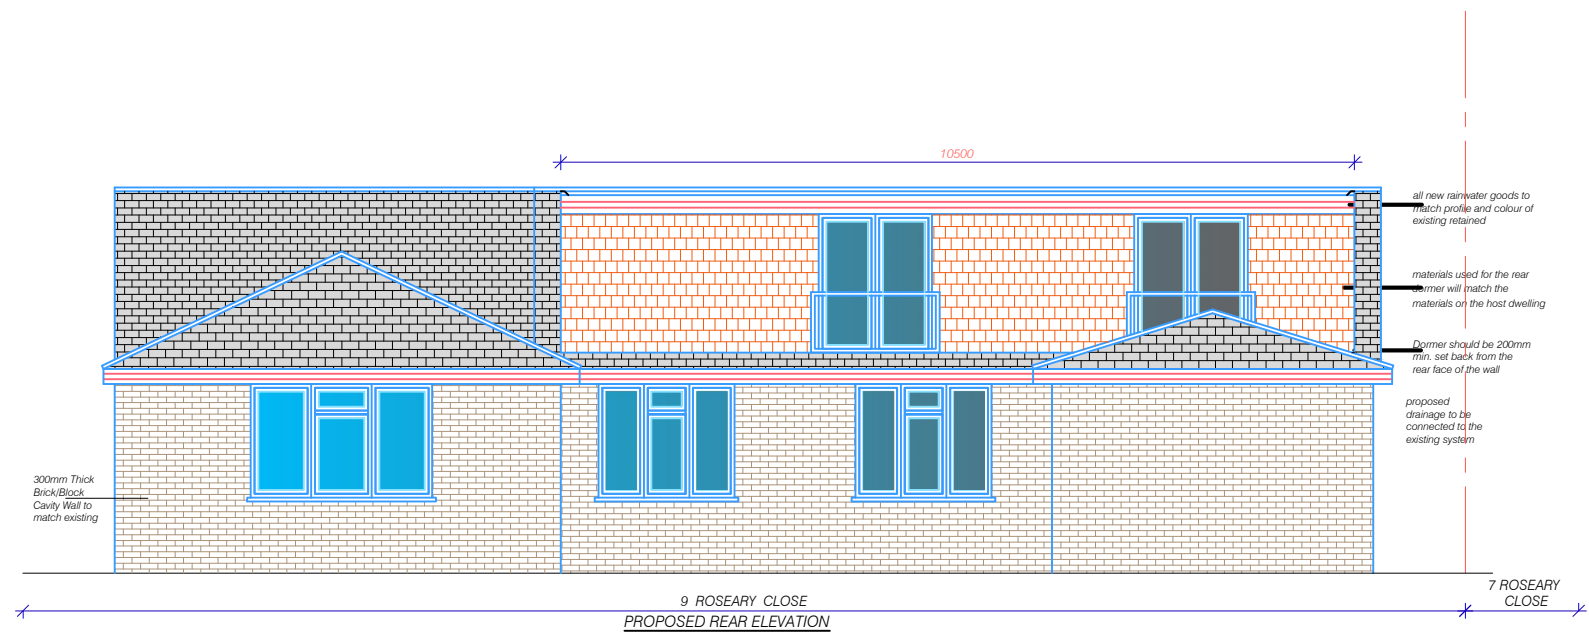 10500
all new rainwater goods to
match profile and colour of
existing retained
materials used for the rear
dormer will match the
materials on the host dwelling
Dormer should be 200mm
min. set back from the
rear face of the wall
proposed
drainage to be
connected to the
existing system
300mm Thick
Brick/Block
Cavity Wall to
match existing
9 ROSEARY CLOSE
7 ROSEARY
CLOSE
PROPOSED REAR ELEVATION